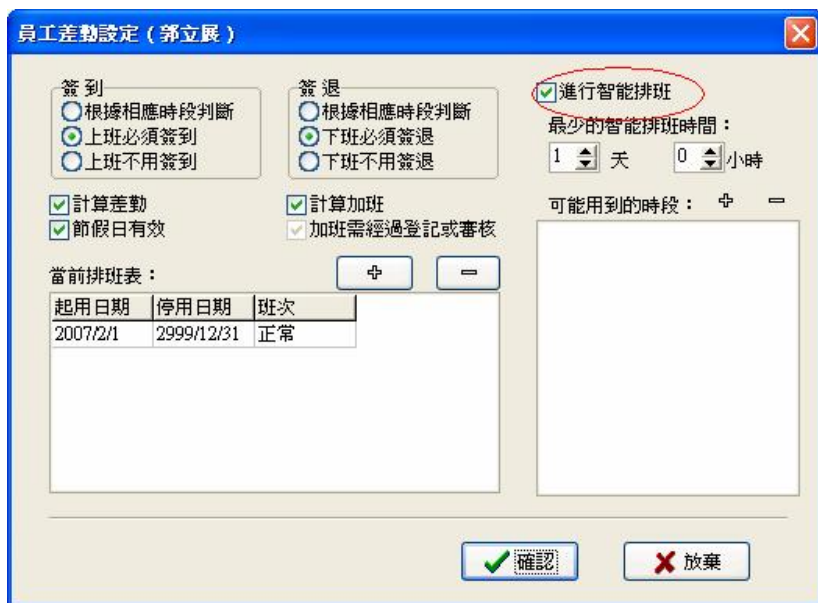 員工差勤設定（郭立展）
簽到
根據相應時段判斷
上班必須簽到
上班不用簽到
簽退
根據相應時段判斷
下班必須簽退
下班不用簽退
進行智能排班
最少的智能排班時間：
1 天 0 小時
計算差勤
節假日有效
計算加班
加班需經過登記或審核
可能用到的時段：
當前排班表：
起用日期 停用日期 班次
2007/2/1 2999/12/31 正常
確認
放棄